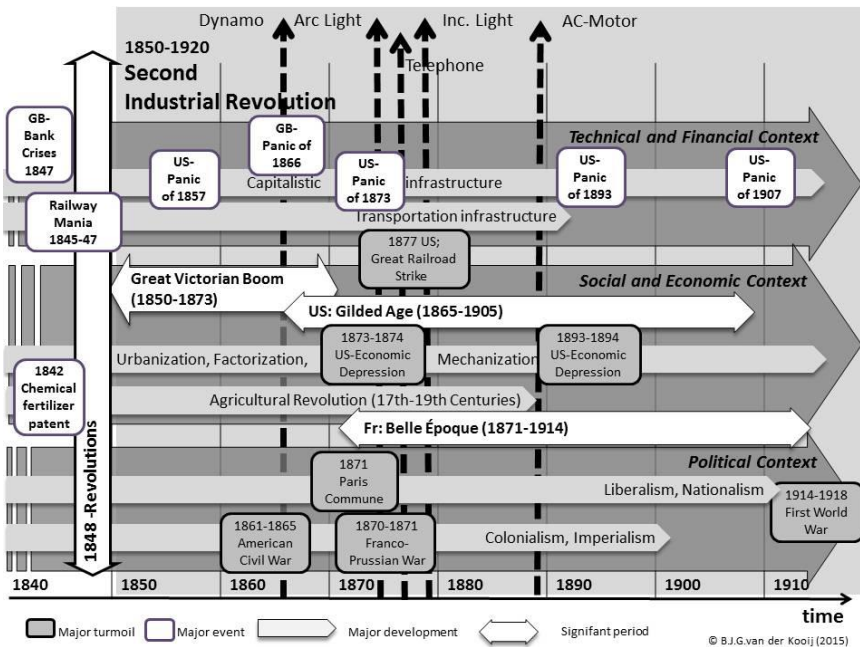 Dynamo
Arc Light
Inc. Light
AC-Motor
Telephone
1850-1920
Second
Industrial Revolution
Technical and Financial Context
GB-
Bank
Crises
1847
GB-
Panic of
1866
US-
Panic
of 1857
Capitalistic
US-
Panic
of 1873
infrastructure
US-
Panic
of 1893
US-
Panic
of 1907
Railway
Mania
1845-47
Transportation infrastructure
1877 US;
Great Railroad
Strike
Social and Economic Context
Great Victorian Boom
(1850-1873)
US: Gilded Age (1865-1905)
Urbanization, Factorization,
1873-1874
US-Economic
Depression
Mechanization
1893-1894
US-Economic
Depression
1842
Chemical
fertilizer
patent
Agricultural Revolution (17th-19th Centuries)
Fr: Belle Époque (1871-1914)
1848 -Revolutions
Political Context
1871
Paris
Commune
Liberalism, Nationalism
1914-1918
First World
War
1861-1865
American
Civil War
1870-1871
Franco-
Prussian War
Colonialism, Imperialism
1840
1850
1860
1870
1880
1890
1900
1910
time
Major turmoil
Major event
Major development
Signifant period
© B.J.G.van der Kooij (2015)